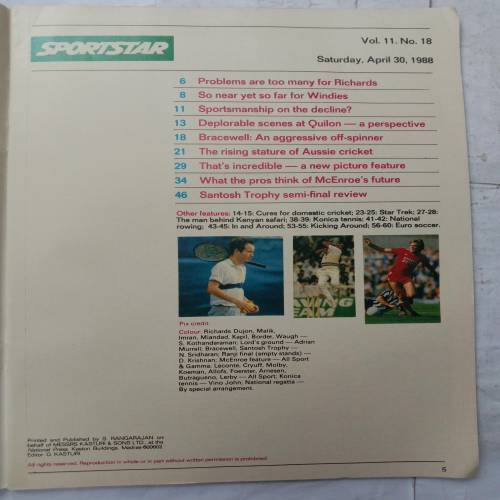 SPORTSTAR
Vol. 11. No. 18
Saturday, April 30, 1988
6 Problems are too many for Richards
8 So near yet so far for Windies
11 Sportsmanship on the decline?
13 Deplorable scenes at Quilon — a perspective
18 Bracewell: An aggressive off-spinner
21 The rising stature of Aussie cricket
29 That's incredible — a new picture feature
34 What the pros think of McEnroe's future
46 Santosh Trophy semi-final review
Other features: 14-15: Cures for domestic cricket; 23-25: Star Trek; 27-28:
The man behind Kenyan safari; 38-39: Konica tennis; 41-42: National
rowing; 43-45: In and Around; 53-55: Kicking Around; 56-60: Euro soccer.
Pix credit
Colour: Richards Dujon, Malik,
Imran, Miandad, Kapil, Border, Waugh —
S. Kothandaraman; Lord's ground — Adrian
Murrell; Bracewell, Santosh Trophy —
N. Sridharan; Ranji final (empty stands) —
D. Krishnan; McEnroe feature — All Sport
& Gamma; Leconte, Cryuff, Molby,
Koeman, Allofs, Foerster, Arnesen,
Butragueno, Lerby — All Sport; Konica
tennis — Vino John; National regatta —
By special arrangement.
Printed and Published by S. RANGARAJAN on
behalf of MESSRS KASTURI & SONS LTD., at the
National Press, Kasturi Buildings, Madras-600002.
Editor: G. KASTURI
All rights reserved. Reproduction in whole or in part without written permission is prohibited
5